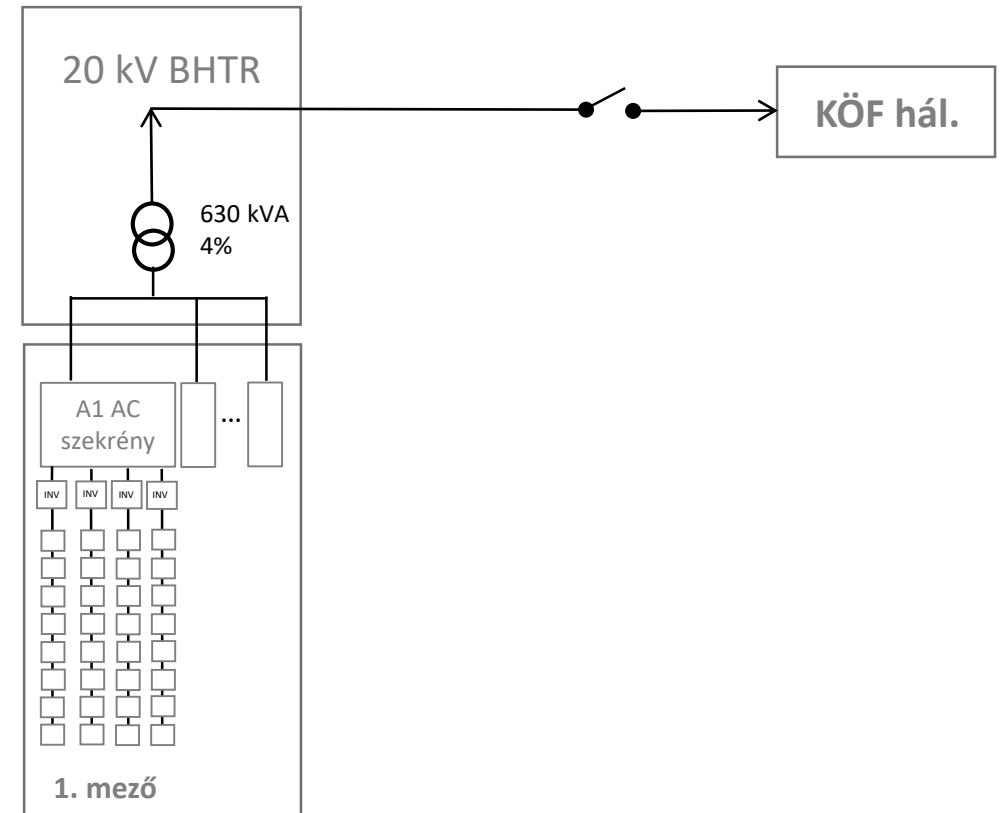 20 kV BHTR
KÖF hál.
630 kVA
4%
A1 AC
szekrény
...
INV INV INV INV
1. mező